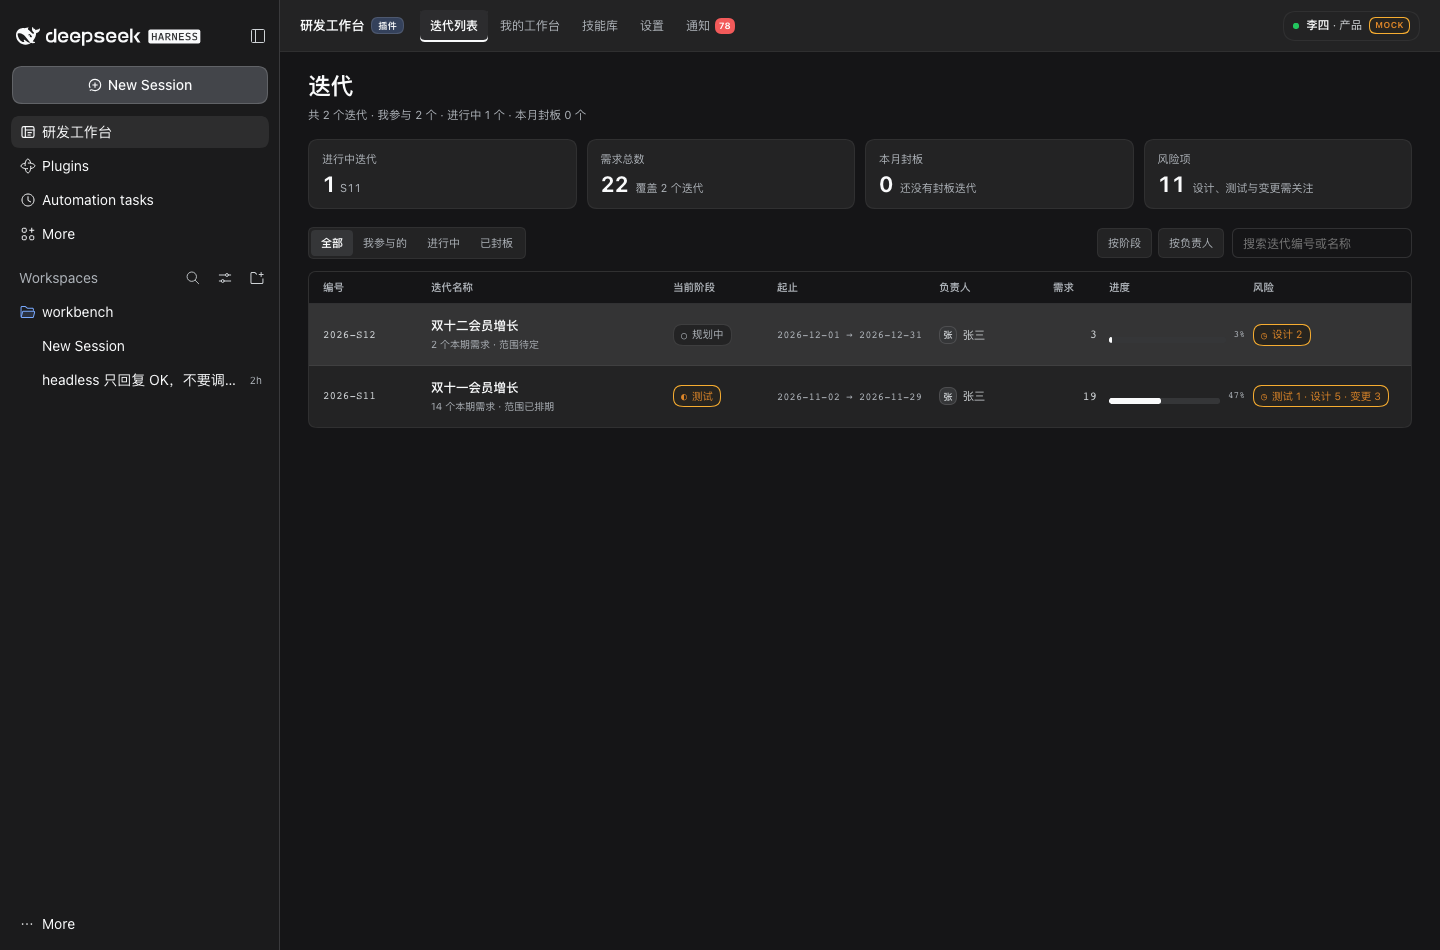 deepseek HARNESS
New Session
研发工作台
Plugins
Automation tasks
More
Workspaces
workbench
New Session
headless 只回复 OK，不要调... 2h
... More
研发工作台 插件 迭代列表 我的工作台 技能库 设置 通知 78
李四 · 产品 MOCK
迭代
共 2 个迭代 · 我参与 2 个 · 进行中 1 个 · 本月封板 0 个
进行中迭代
1 S11
需求总数
22 覆盖 2 个迭代
本月封板
0 还没有封板迭代
风险项
11 设计、测试与变更需关注
全部 我参与的 进行中 已封板
按阶段 按负责人 搜索迭代编号或名称
编号 迭代名称 当前阶段 起止 负责人 需求 进度 风险
2026-S12 双十二会员增长 规划中 2026-12-01 → 2026-12-31 张 张三 3 3% 设计 2
2 个本期需求 · 范围待定
2026-S11 双十一会员增长 测试 2026-11-02 → 2026-11-29 张 张三 19 47% 测试 1 · 设计 5 · 变更 3
14 个本期需求 · 范围已排期